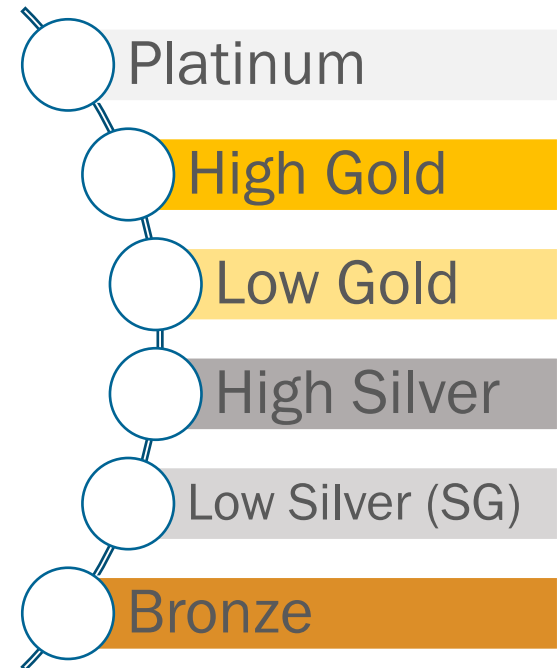 Platinum
High Gold
Low Gold
High Silver
Low Silver (SG)
Bronze